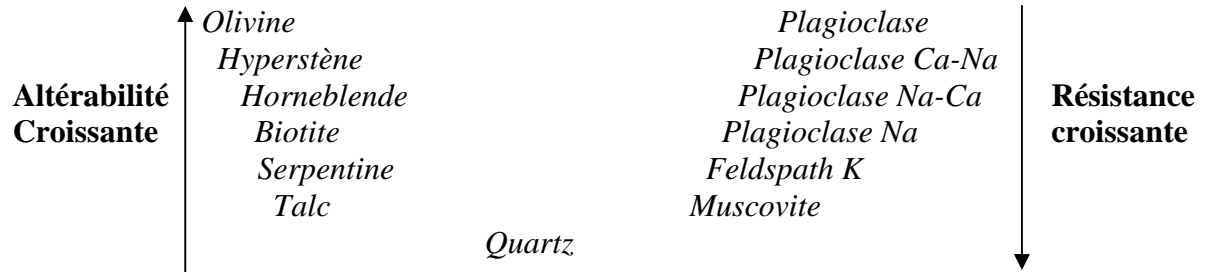 Olivine Plagioclase
Hyperstène Plagioclase Ca-Na
Altérabilité Horneblende Plagioclase Na-Ca Résistance
Croissante Biotite Plagioclase Na croissante
Serpentine Feldspath K
Talc Muscovite
Quartz